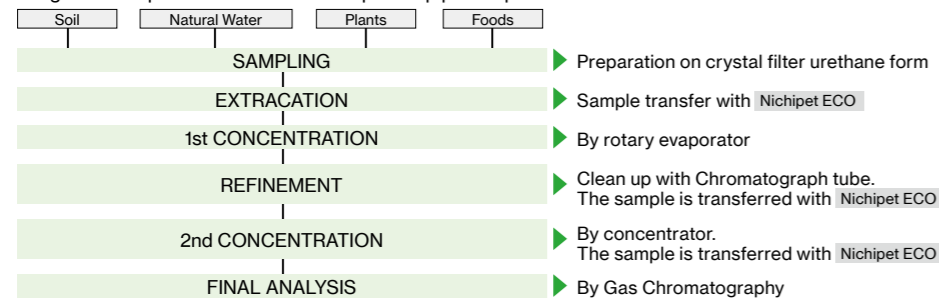 Soil
Natural Water
Plants
Foods
SAMPLING
Preparation on crystal filter urethane form
EXTRACATION
Sample transfer with Nichipet ECO
1st CONCENTRATION
By rotary evaporator
REFINEMENT
Clean up with Chromatograph tube.
The sample is transferred with Nichipet ECO
2nd CONCENTRATION
By concentrator.
The sample is transferred with Nichipet ECO
FINAL ANALYSIS
By Gas Chromatography